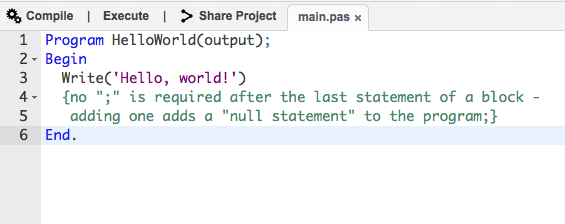 Compile | Execute | Share Project main.pas x
1 Program HelloWorld(output);
2 Begin
3 Write('Hello, world!')
4 {no ";" is required after the last statement of a block -
5 adding one adds a "null statement" to the program;}
6 End.